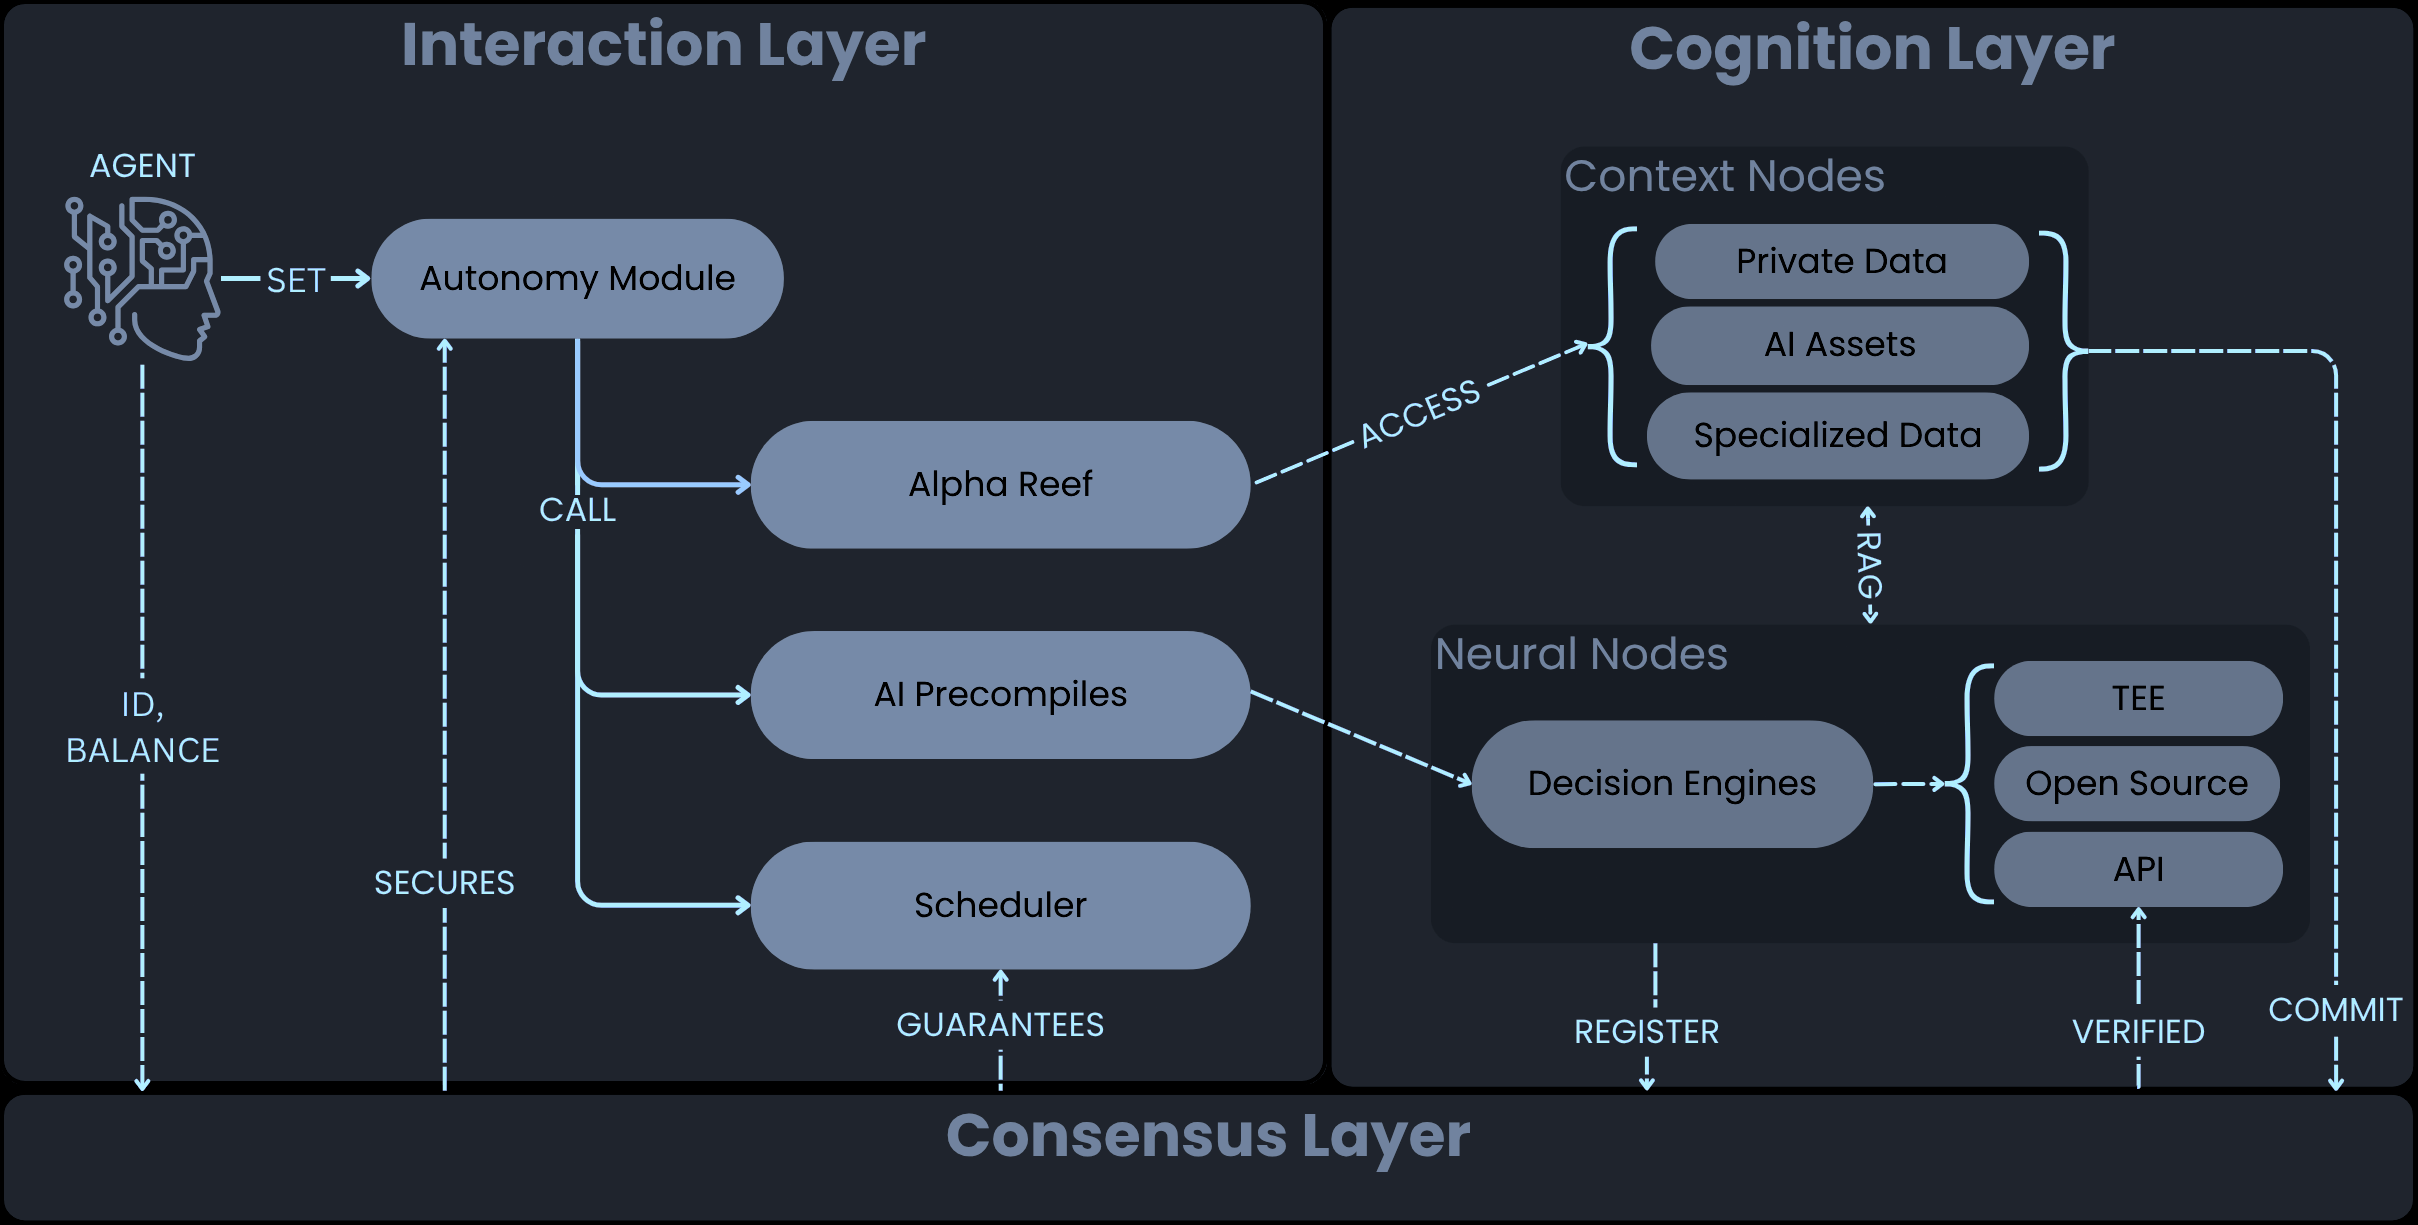 Interaction Layer
AGENT
SET
Autonomy Module
CALL
Alpha Reef
AI Precompiles
Scheduler
ID,
BALANCE
SECURES
GUARANTEES
Cognition Layer
Context Nodes
Private Data
AI Assets
Specialized Data
ACCESS
RAG
Neural Nodes
Decision Engines
TEE
Open Source
API
REGISTER
VERIFIED
COMMIT
Consensus Layer